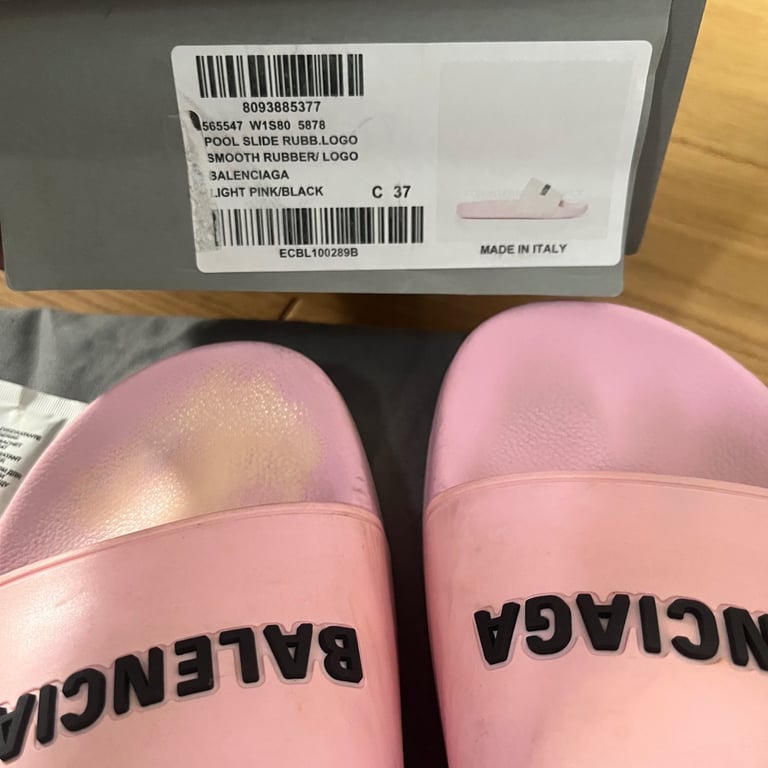 8093885377
565547 W1S80 5878
POOL SLIDE RUBB.LOGO
SMOOTH RUBBER/ LOGO
BALENCIAGA
LIGHT PINK/BLACK
C 37
ECBL100289B
MADE IN ITALY
BALENCIA
NCIAGA